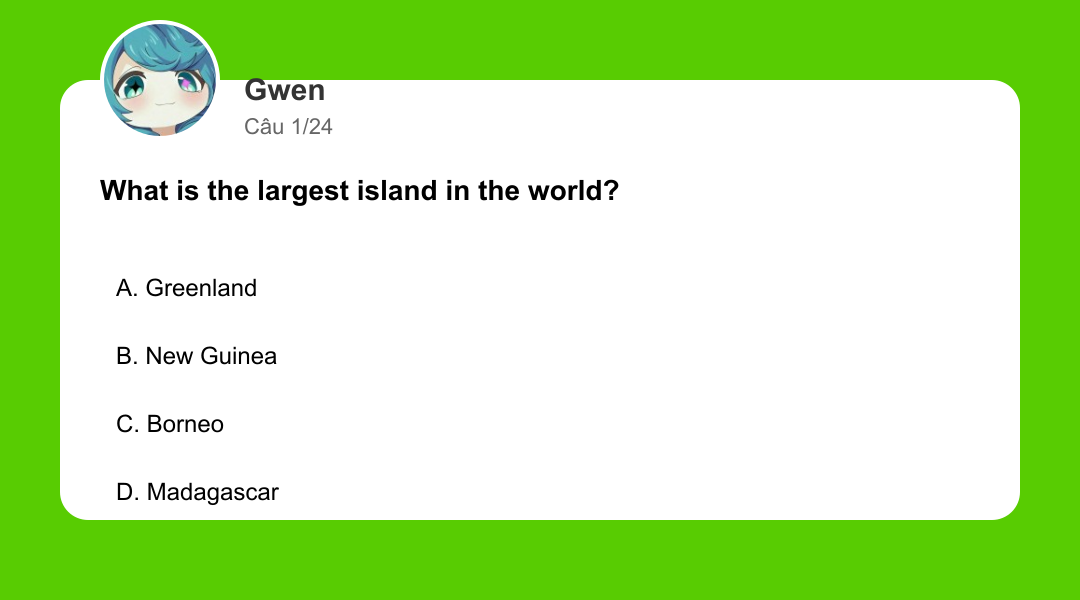 Gwen
Câu 1/24
What is the largest island in the world?
A. Greenland
B. New Guinea
C. Borneo
D. Madagascar